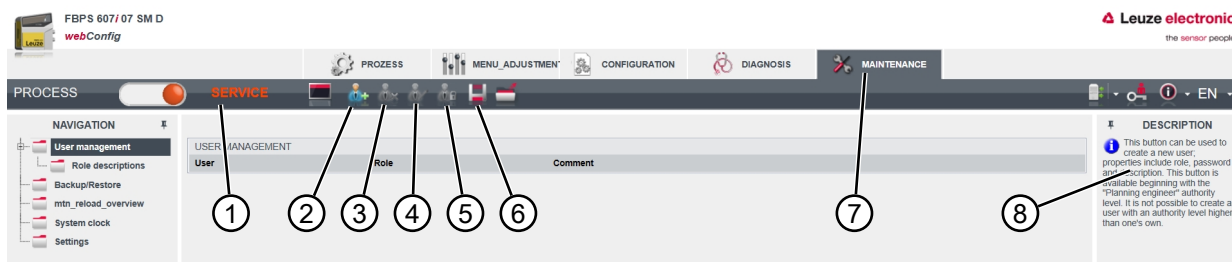 FBPS 607i 07 SM D
webConfig
Leuze
Leuze electronic
the sensor people
PROZESS
MENU_ADJUSTMEN
CONFIGURATION
DIAGNOSIS
MAINTENANCE
PROCESS
SERVICE
EN
NAVIGATION
User management
Role descriptions
Backup/Restore
mtn_reload_overview
System clock
Settings
USER MANAGEMENT
User Role Comment
1 2 3 4 5 6 7 8
DESCRIPTION
This button can be used to
create a new user;
properties include role, password
and description. This button is
available beginning with the
"Planning engineer" authority
level. It is not possible to create a
user with an authority level higher
than one's own.